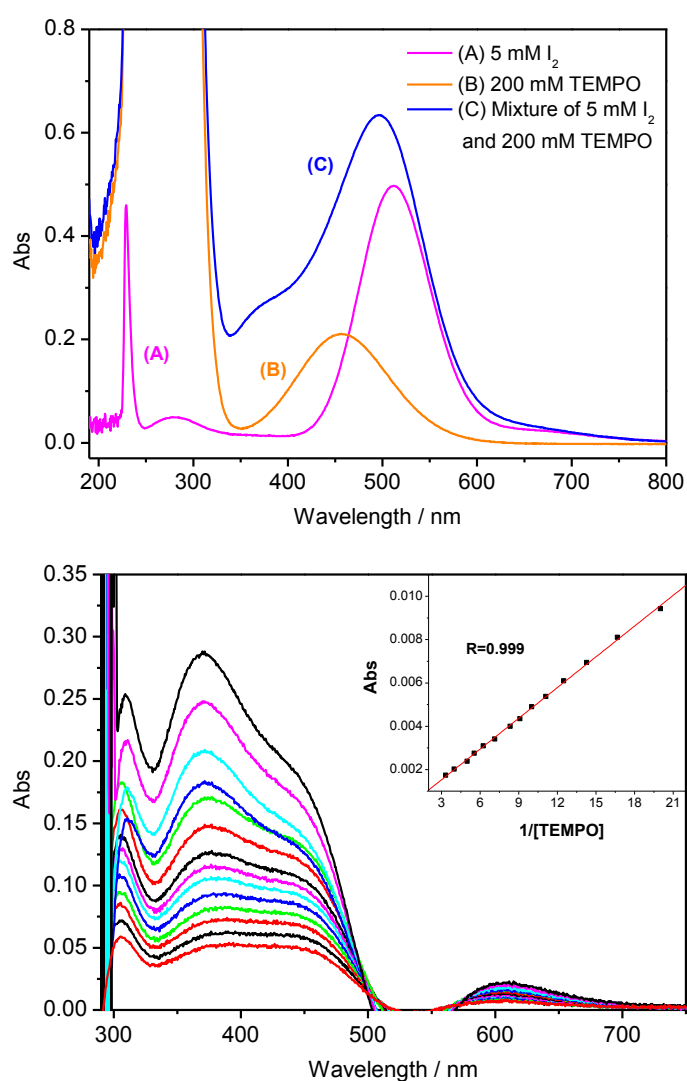 0.8
0.6
0.4
0.2
0.0
Abs
(A) 5 mM I₂
(B) 200 mM TEMPO
(C) Mixture of 5 mM I₂
and 200 mM TEMPO
(C)
(A)
(B)
200 300 400 500 600 700 800
Wavelength / nm
0.35
0.30
0.25
0.20
0.15
0.10
0.05
0.00
Abs
0.010
0.008
0.006
0.004
0.002
Abs
R=0.999
3 6 9 12 15 18 21
1/[TEMPO]
300 400 500 600 700
Wavelength / nm